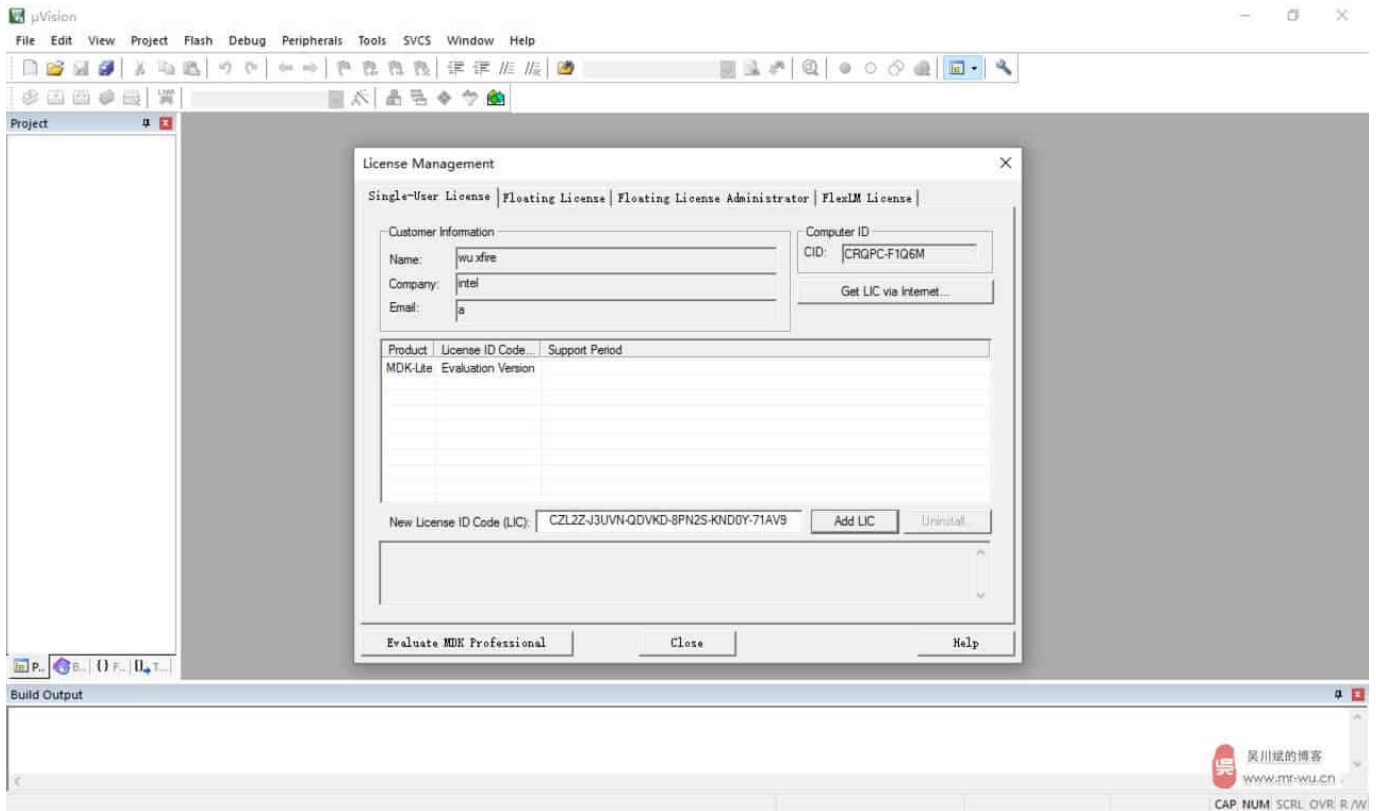 µVision
File Edit View Project Flash Debug Peripherals Tools SVCS Window Help
Project
License Management
Single-User License Floating License Floating License Administrator FlexLM License
Customer Information
Name: wu xfire
Company: intel
Email: a
Computer ID
CID: CRQPC-F1Q6M
Get LIC via Internet...
Product License ID Code... Support Period
MDK-Lite Evaluation Version
New License ID Code (LIC): CZL2Z-J3UVN-QDVKD-8PN2S-KND0Y-71AV9
Add LIC Uninstall...
Evaluate MDK Professional Close Help
P... B... {} F... T...
Build Output
吴川斌的博客
www.mr-wu.cn
CAP NUM SCRL OVR R/W